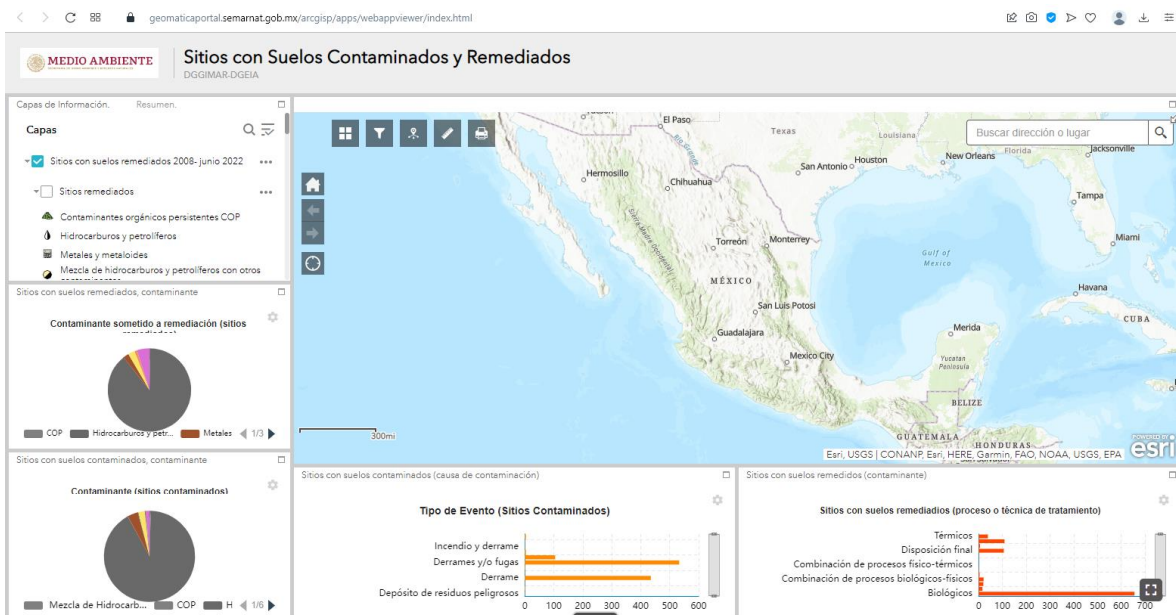 geomaticaportal.semarnat.gob.mx/arcgisp/apps/webappviewer/index.html
MEDIO AMBIENTE
Sitios con Suelos Contaminados y Remediados
DGGIMAR-DGEIA
Capas de Información.
Resumen.
Capas
Sitios con suelos remediados 2008- junio 2022
Sitios remediados
Contaminantes orgánicos persistentes COP
Hidrocarburos y petrolíferos
Metales y metaloides
Mezcla de hidrocarburos y petrolíferos con otros
Sitios con suelos remediados, contaminante
Contaminante sometido a remediación (sitios
COP
Hidrocarburos y petr...
Metales
1/3
Sitios con suelos contaminados, contaminante
Contaminante (sitios contaminados)
Mezcla de Hidrocarb...
COP
H
1/6
Buscar dirección o lugar
El Paso
Texas
Louisiana
Florida
Jacksonville
San Antonio
Houston
New Orleans
Hermosillo
Chihuahua
Rio Grande
Tampa
Sierra Madre Occidental
Torreón
Monterrey
Miami
Gulf of
Mexico
MÉXICO
Havana
San Luis Potosi
CUBA
Guadalajara
Merida
Mexico City
Yucatan
Peninsula
BELIZE
GUATEMALA
HONDURAS
300mi
Esri, USGS | CONANP, Esri, HERE, Garmin, FAO, NOAA, USGS, EPA
POWERED BY
esri
Sitios con suelos contaminados (causa de contaminación)
Tipo de Evento (Sitios Contaminados)
Incendio y derrame
Derrames y/o fugas
Derrame
Depósito de residuos peligrosos
0 100 200 300 400 500 600
Sitios con suelos remedidos (contaminante)
Sitios con suelos remediados (proceso o técnica de tratamiento)
Térmicos
Disposición final
Combinación de procesos físico-térmicos
Combinación de procesos biológicos-físicos
Biológicos
0 100 200 300 400 500 600 700